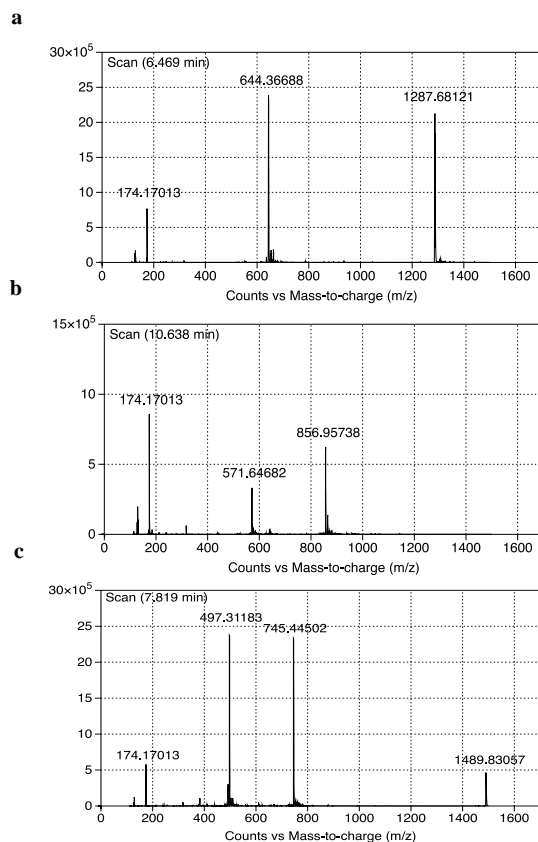 a
30×10⁵
Scan (6.469 min)
644.36688
1287.68121
25
20
15
174.17013
10
5
0
0 200 400 600 800 1000 1200 1400 1600
Counts vs Mass-to-charge (m/z)
b
15×10⁵
Scan (10.638 min)
10
174.17013
856.95738
571.64682
5
0
0 200 400 600 800 1000 1200 1400 1600
Counts vs Mass-to-charge (m/z)
c
30×10⁵
Scan (7.819 min)
497.31183
745.44502
25
20
15
10
174.17013
1489.83057
5
0
0 200 400 600 800 1000 1200 1400 1600
Counts vs Mass-to-charge (m/z)